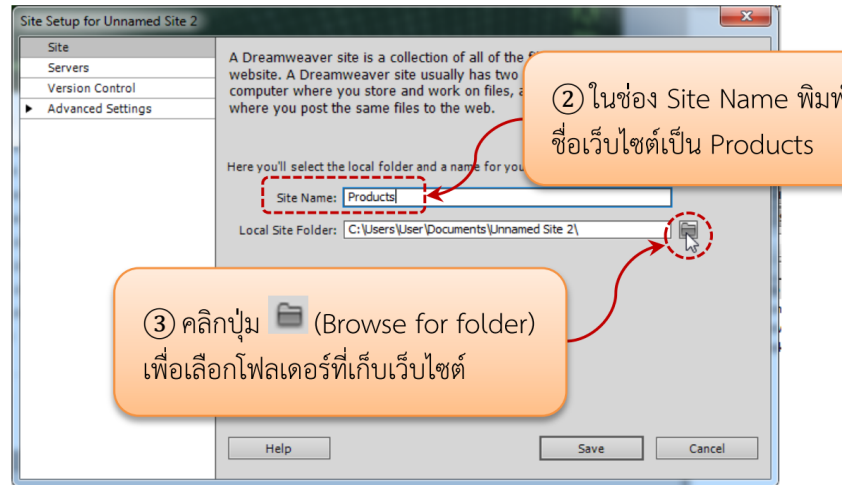 Site Setup for Unnamed Site 2
Site
Servers
Version Control
Advanced Settings
A Dreamweaver site is a collection of all of the
website. A Dreamweaver site usually has two
computer where you store and work on files,
where you post the same files to the web.
② ในช่อง Site Name พิมพ์
ชื่อเว็บไซต์เป็น Products
Here you'll select the local folder and a name for
Site Name: Products
Local Site Folder: C:\Users\User\Documents\Unnamed Site 2\
③ คลิกปุ่ม (Browse for folder)
เพื่อเลือกโฟลเดอร์ที่เก็บเว็บไซต์
Help
Save
Cancel